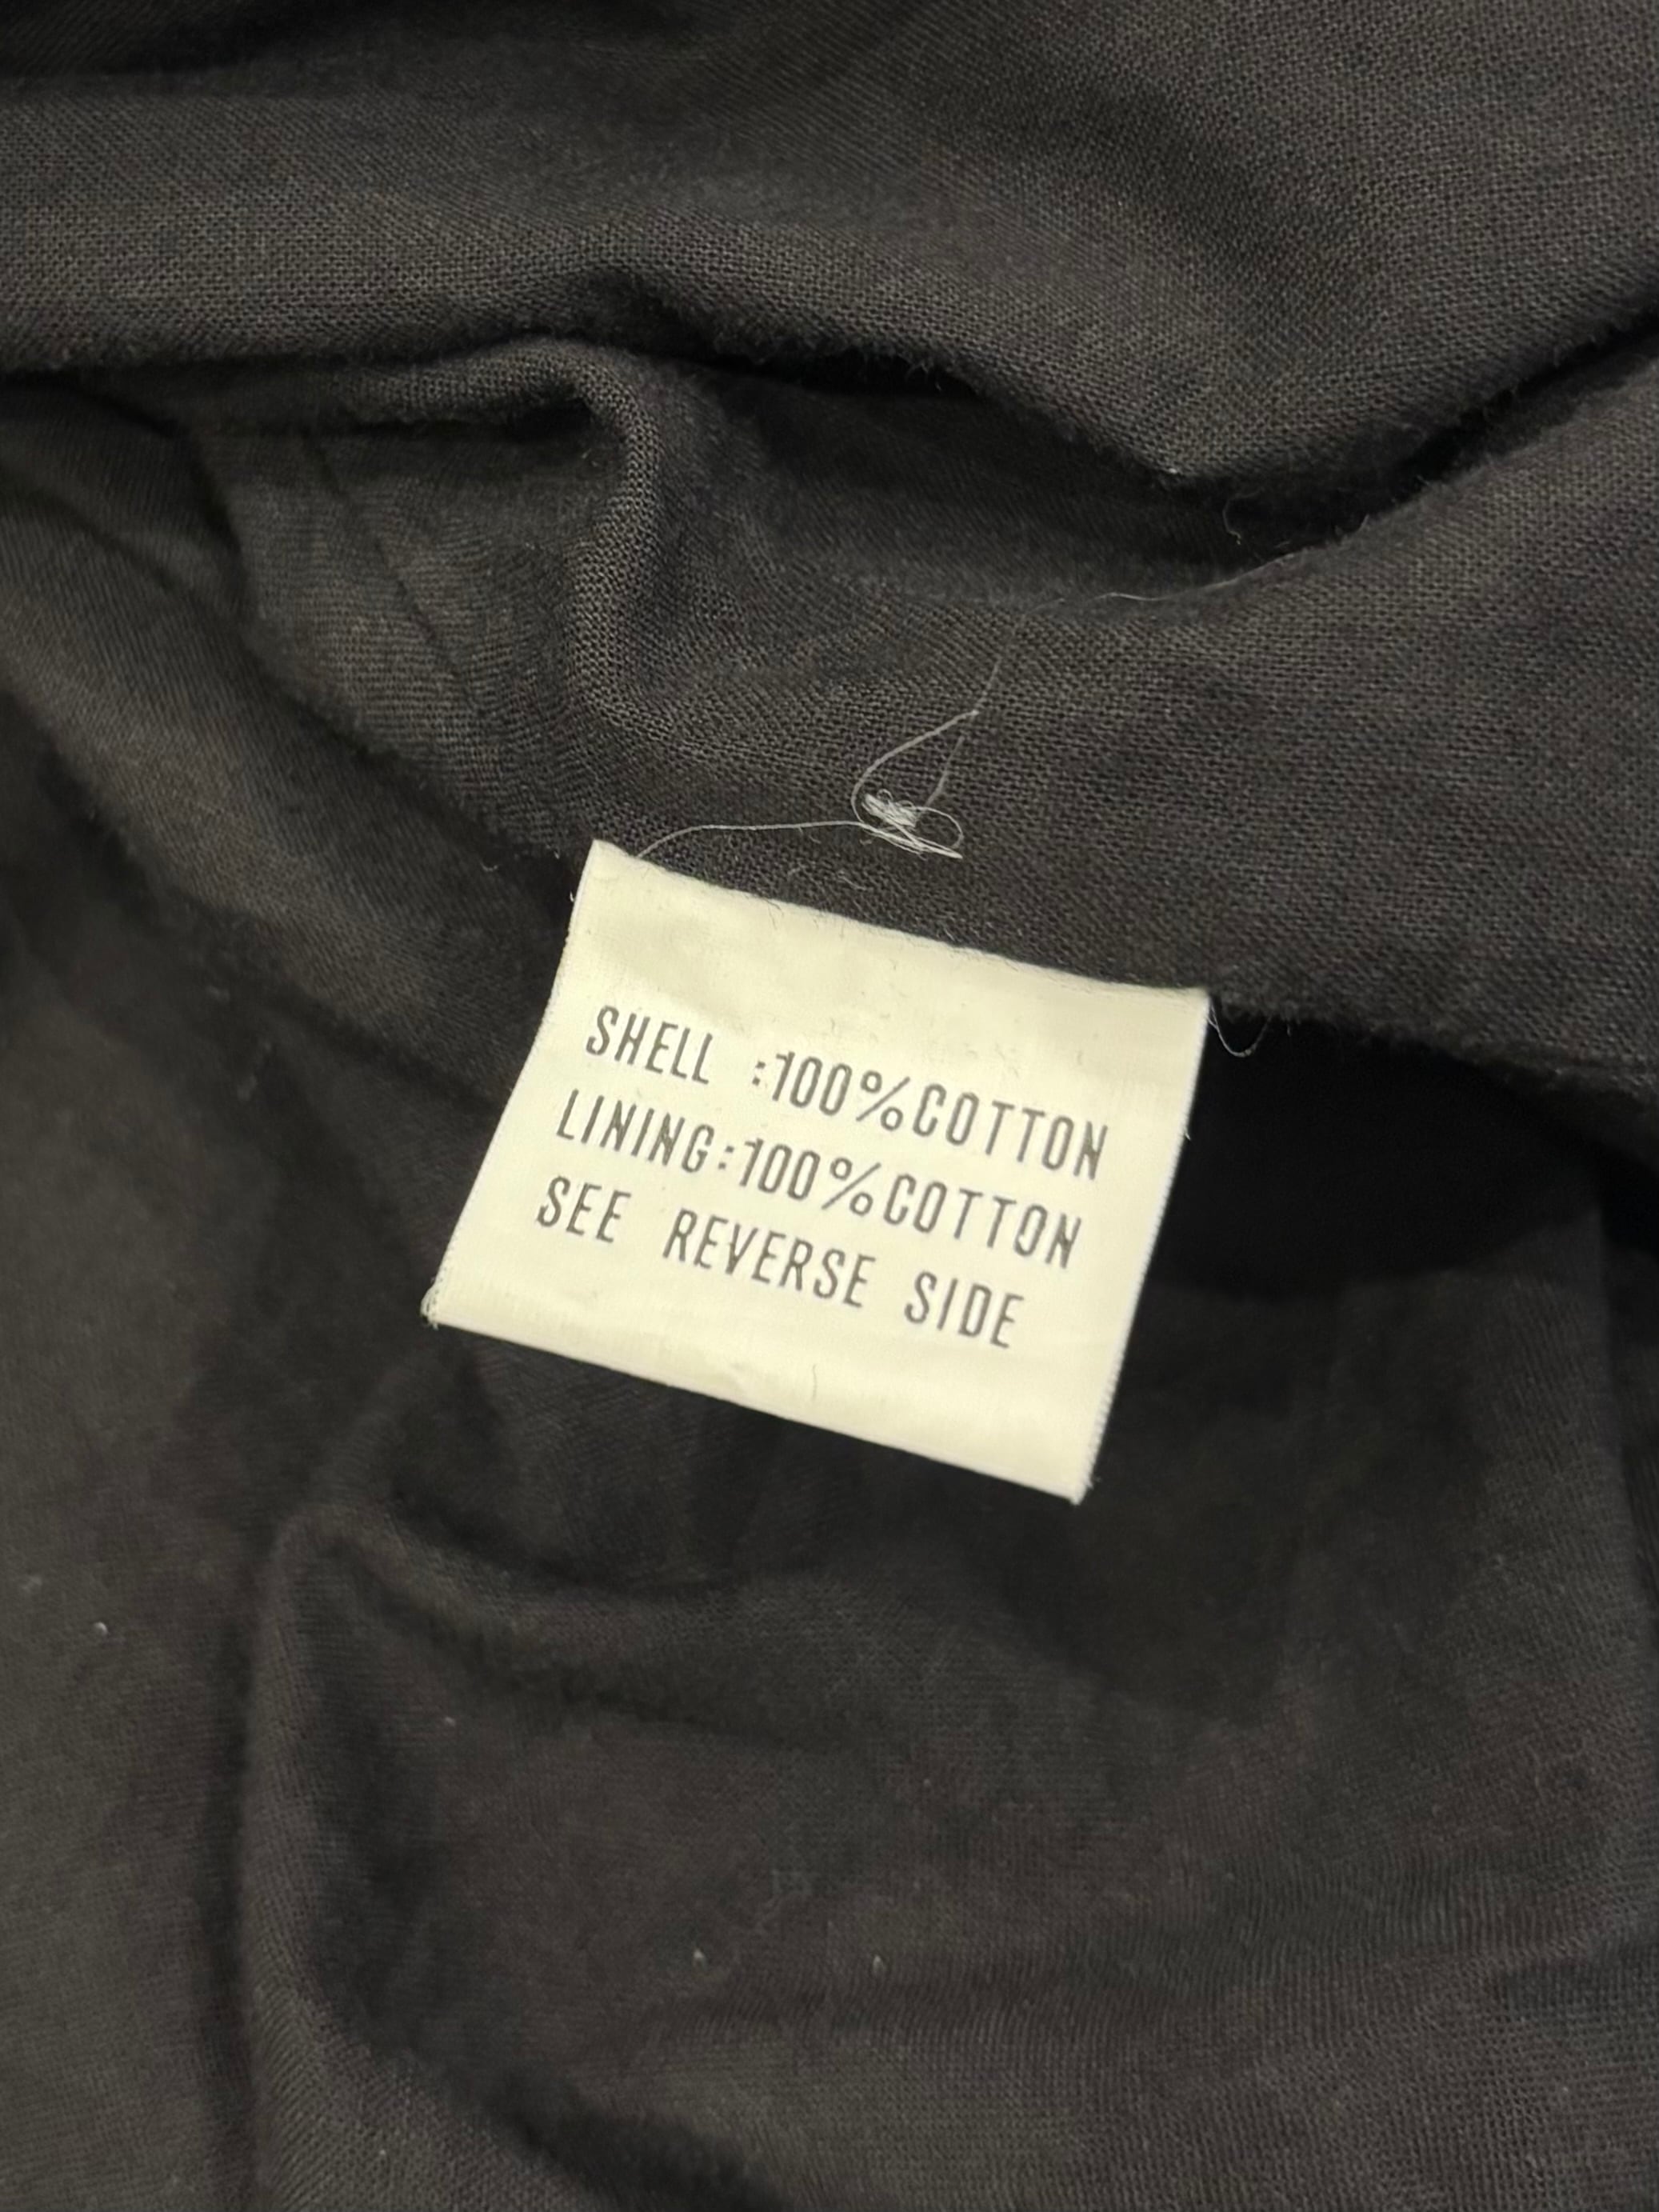 SHELL :100%COTTON
LINING:100%COTTON
SEE REVERSE SIDE